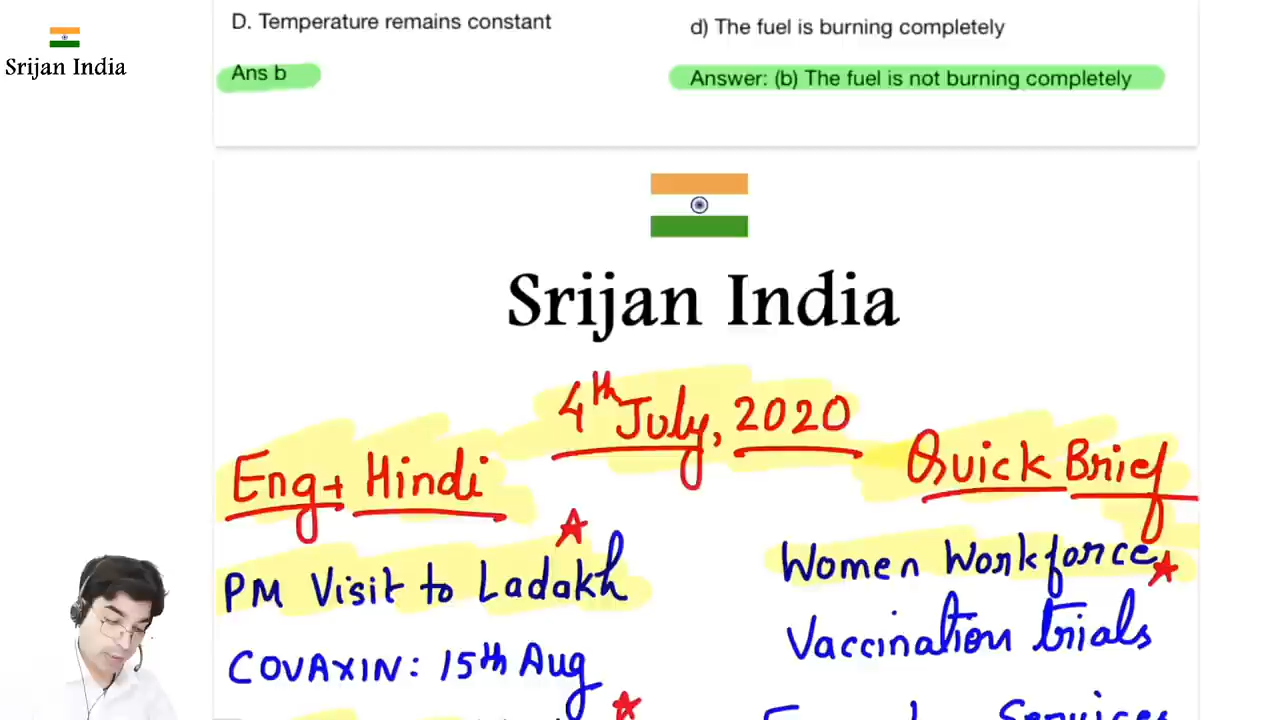 Srijan India
D. Temperature remains constant
Ans b
d) The fuel is burning completely
Answer: (b) The fuel is not burning completely
Srijan India
4th July, 2020
Eng + Hindi
Quick Brief
PM Visit to Ladakh
COVAXIN: 15th Aug
Women Workforce
Vaccination trials
Services